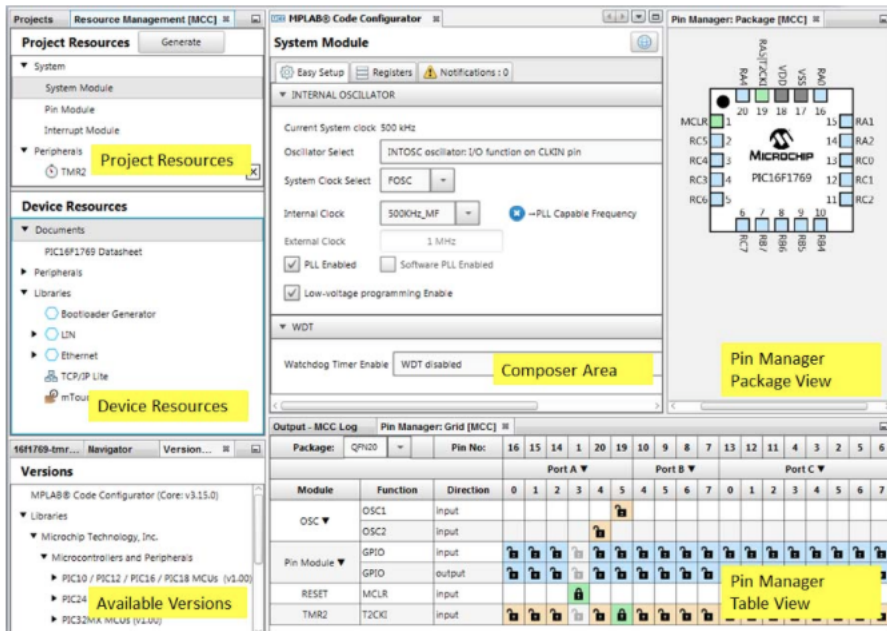 Projects
Resource Management [MCC]
Project Resources
Generate
System
System Module
Pin Module
Interrupt Module
Peripherals
TMR2
Project Resources
Device Resources
Documents
PIC16F1769 Datasheet
Peripherals
Libraries
Bootloader Generator
LIN
Ethernet
TCP/IP Lite
Device Resources
16f1769-tmr... Navigator Version...
Versions
MPLAB® Code Configurator (Core: v3.15.0)
Libraries
Microchip Technology, Inc.
Microcontrollers and Peripherals
PIC10 / PIC12 / PIC16 / PIC18 MCUs (v1.00)
PIC24
PIC32MX MCUs (v1.00)
Available Versions
MPLAB® Code Configurator
System Module
Easy Setup Registers Notifications : 0
INTERNAL OSCILLATOR
Current System clock 500 kHz
Oscillator Select INTOSC oscillator: I/O function on CLKIN pin
System Clock Select FOSC
Internal Clock 500KHz_MF →PLL Capable Frequency
External Clock 1 MHz
PLL Enabled Software PLL Enabled
Low-voltage programming Enable
WDT
Watchdog Timer Enable WDT disabled
Composer Area
Pin Manager: Package [MCC]
RA4 RA5|T2CKI VDD VSS RA0
20 19 18 17 16
MCLR 1 15 RA1
RC5 2 14 RA2
RC4 3 MICROCHIP 13 RC0
RC3 4 PIC16F1769 12 RC1
RC6 5 11 RC2
6 7 8 9 10
RC7 RB7 RB6 RB5 RB4
Pin Manager
Package View
Output - MCC Log Pin Manager: Grid [MCC]
Package: QFN20 Pin No: 16 15 14 1 20 19 10 9 8 7 13 12 11 4 3 2 5 6
Port A Port B Port C
Module Function Direction 0 1 2 3 4 5 4 5 6 7 0 1 2 3 4 5 6 7
OSC OSC1 input
OSC2 input
Pin Module GPIO input
GPIO output
RESET MCLR input
TMR2 T2CKI input
Pin Manager
Table View